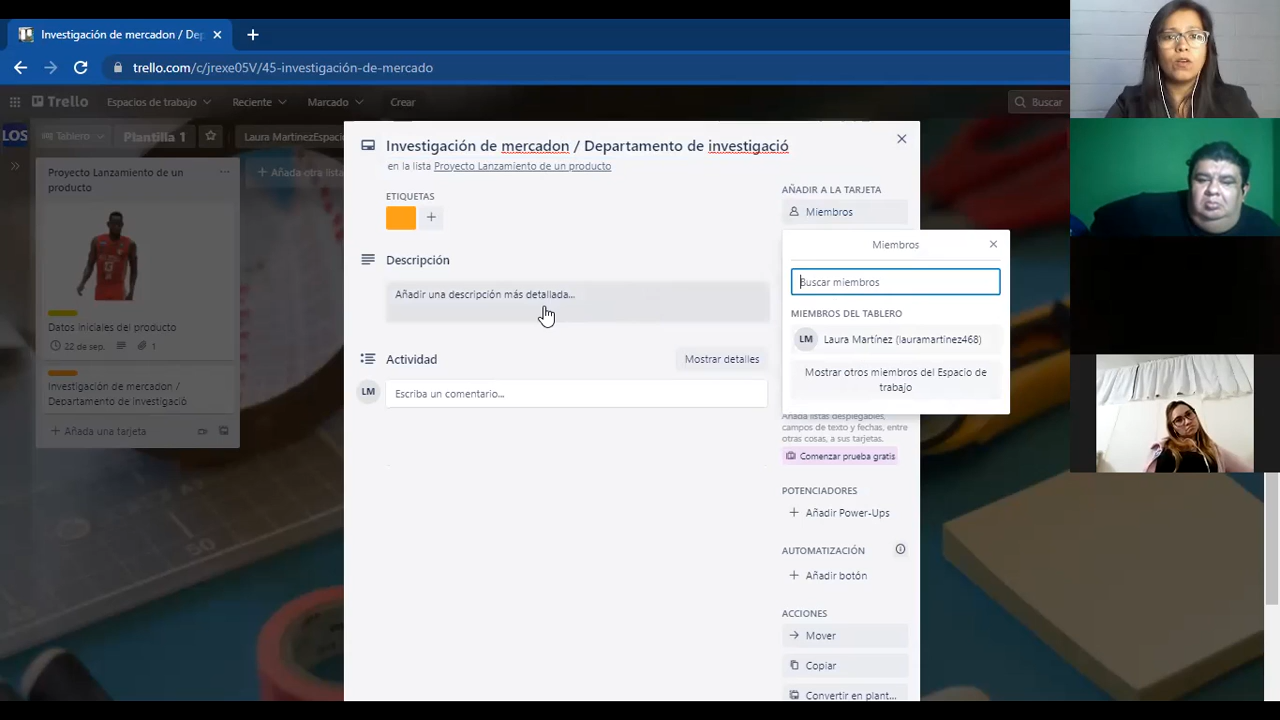 Investigación de mercadon / Dep
trello.com/c/jrexe05V/45-investigación-de-mercado
Trello
Espacios de trabajo
Reciente
Marcado
Crear
Buscar
LOS
Tablero
Plantilla 1
Laura MartinezEspaci
Proyecto Lanzamiento de un
producto
Añada otra lis
Datos iniciales del producto
22 de sep.
1
Investigación de mercadon /
Departamento de investigació
Añada una tarjeta
Investigación de mercadon / Departamento de investigació
en la lista Proyecto Lanzamiento de un producto
ETIQUETAS
Descripción
Añadir una descripción más detallada...
Actividad
Mostrar detalles
LM
Escriba un comentario...
AÑADIR A LA TARJETA
Miembros
Miembros
Buscar miembros
MIEMBROS DEL TABLERO
LM
Laura Martínez (lauramartinez468)
Mostrar otros miembros del Espacio de
trabajo
Añada listas desplegables,
campos de texto y fechas, entre
otras cosas, a sus tarjetas.
Comenzar prueba gratis
POTENCIADORES
Añadir Power-Ups
AUTOMATIZACIÓN
Añadir botón
ACCIONES
Mover
Copiar
Convertir en plant...